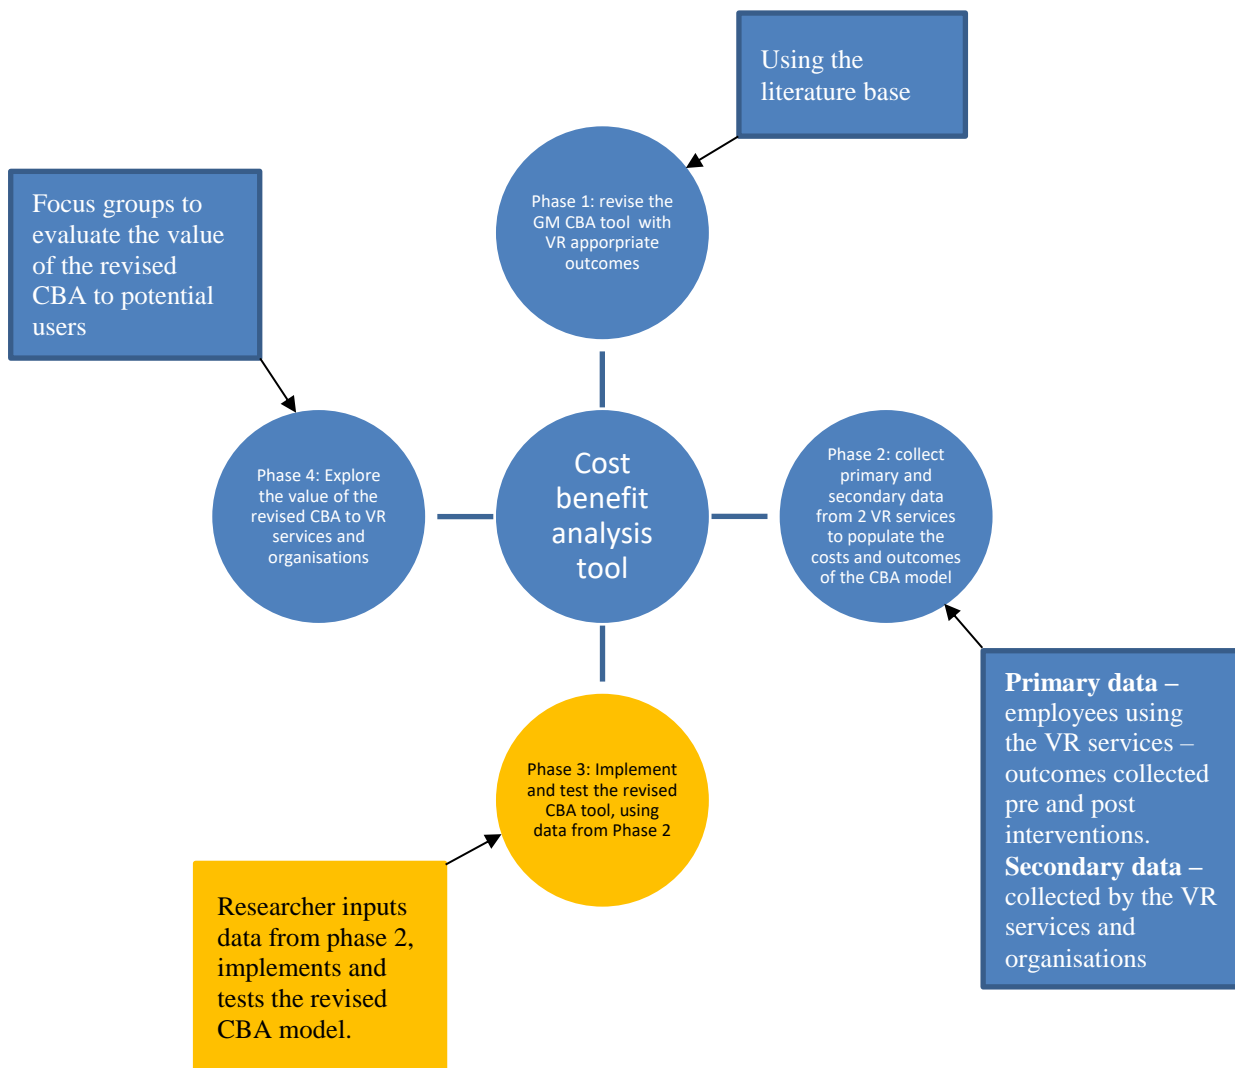 Using the
literature base
Phase 1: revise the
GM CBA tool with
VR apporpriate
outcomes
Focus groups to
evaluate the value
of the revised
CBA to potential
users
Cost
benefit
analysis
tool
Phase 4: Explore
the value of the
revised CBA to VR
services and
organisations
Phase 2: collect
primary and
secondary data
from 2 VR services
to populate the
costs and outcomes
of the CBA model
Primary data –
employees using
the VR services –
outcomes collected
pre and post
interventions.
Secondary data –
collected by the VR
services and
organisations
Phase 3: Implement
and test the revised
CBA tool, using
data from Phase 2
Researcher inputs
data from phase 2,
implements and
tests the revised
CBA model.